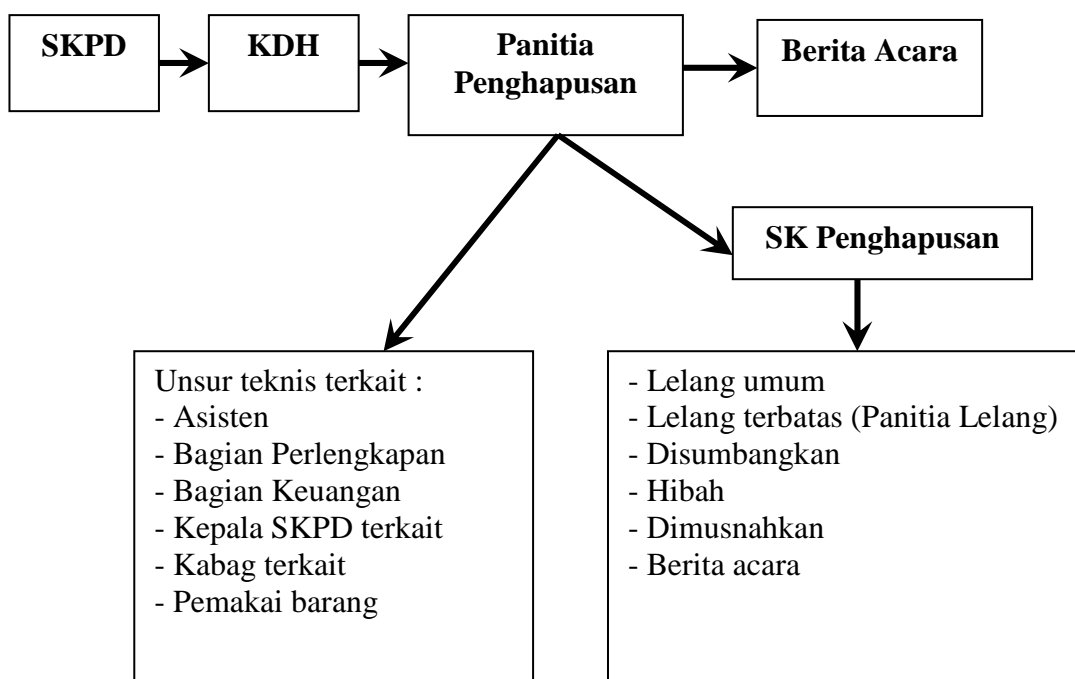 SKPD
KDH
Panitia
Penghapusan
Berita Acara
SK Penghapusan
Unsur teknis terkait :
- Asisten
- Bagian Perlengkapan
- Bagian Keuangan
- Kepala SKPD terkait
- Kabag terkait
- Pemakai barang
- Lelang umum
- Lelang terbatas (Panitia Lelang)
- Disumbangkan
- Hibah
- Dimusnahkan
- Berita acara